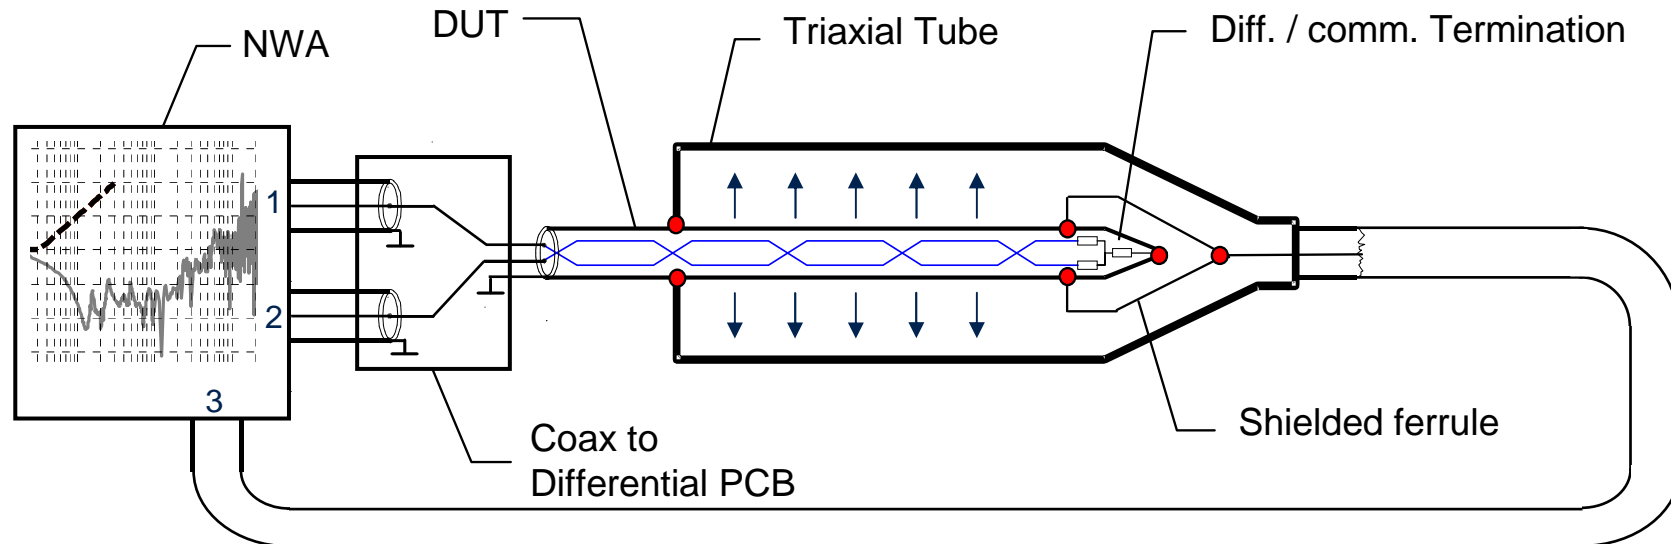 DUT
Triaxial Tube
Diff. / comm. Termination
NWA
1
2
3
Coax to
Differential PCB
Shielded ferrule